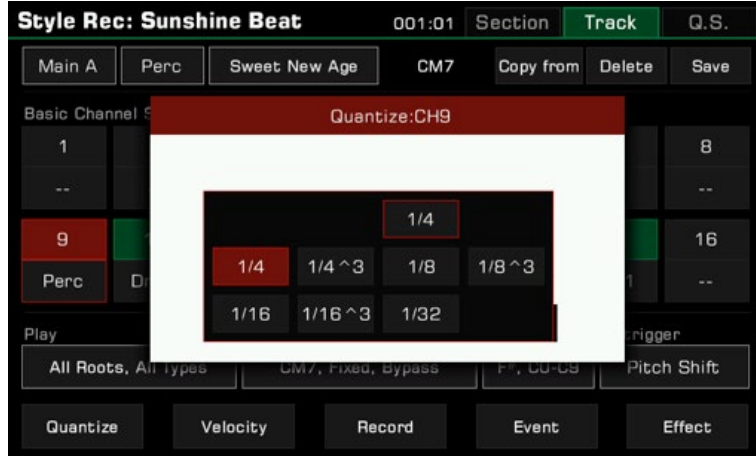 Style Rec: Sunshine Beat 001:01 Section Track Q.S.
Main A Perc Sweet New Age CM7 Copy from Delete Save
Basic Channel
Quantize:CH9
1 8
-- --
1/4
9 16
1/4 1/4^3 1/8 1/8^3
Perc --
1/16 1/16^3 1/32
Play
All Roots, All Types CM7, Fixed, Bypass F#, C0-C9 Pitch Shift
Quantize Velocity Record Event Effect